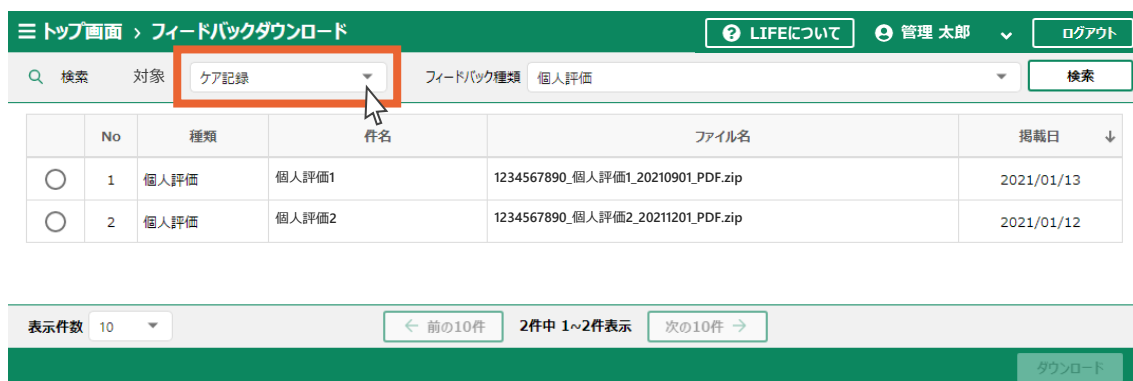 トップ画面 > フィードバックダウンロード ? LIFEについて 管理 太郎 ログアウト
検索 対象 ケア記録 フィードバック種類 個人評価 検索
No 種類 件名 ファイル名 掲載日 ↓
1 個人評価 個人評価1 1234567890_個人評価1_20210901_PDF.zip 2021/01/13
2 個人評価 個人評価2 1234567890_個人評価2_20211201_PDF.zip 2021/01/12
表示件数 10 ← 前の10件 2件中 1~2件表示 次の10件 →
ダウンロード